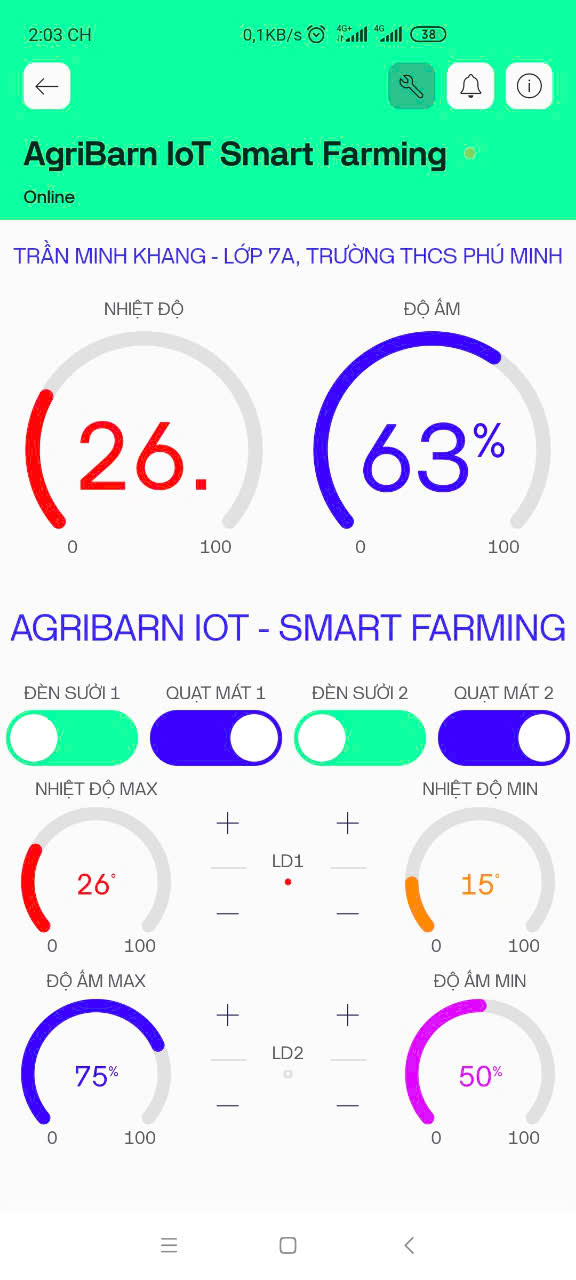 2:03 CH 0,1KB/s 4G+ 4G 38
AgriBarn IoT Smart Farming
Online
TRẦN MINH KHANG - LỚP 7A, TRƯỜNG THCS PHÚ MINH
NHIỆT ĐỘ ĐỘ ẨM
26. 63%
0 100 0 100
AGRIBARN IOT - SMART FARMING
ĐÈN SƯỞI 1 QUẠT MÁT 1 ĐÈN SƯỞI 2 QUẠT MÁT 2
NHIỆT ĐỘ MAX NHIỆT ĐỘ MIN
+ +
LD1
26° 15°
− −
0 100 0 100
ĐỘ ẨM MAX ĐỘ ẨM MIN
+ +
LD2
75% 50%
− −
0 100 0 100